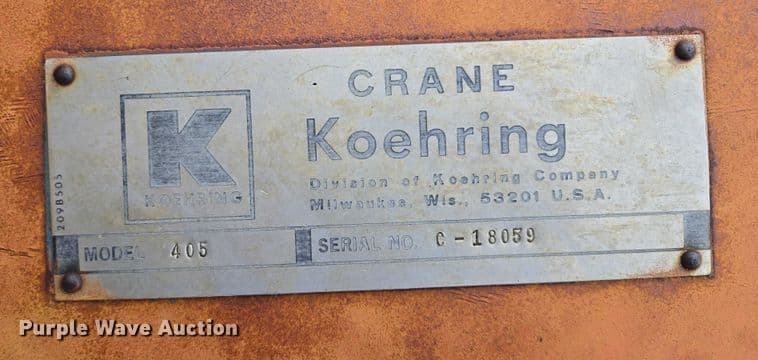 CRANE
K
KOEHRING
Koehring
Division of Koehring Company
Milwaukee, Wis., 53201 U.S.A.
209B505
MODEL 405 SERIAL NO. C-18059
Purple Wave Auction